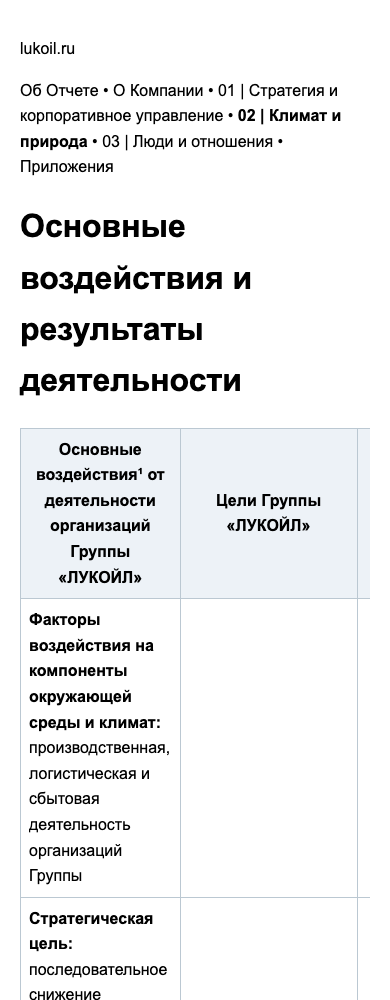 lukoil.ru
Об Отчете • О Компании • 01 | Стратегия и
корпоративное управление • 02 | Климат и
природа • 03 | Люди и отношения •
Приложения
Основные
воздействия и
результаты
деятельности
Основные
воздействия¹ от
деятельности
организаций
Группы
«ЛУКОЙЛ»
Цели Группы
«ЛУКОЙЛ»
Факторы
воздействия на
компоненты
окружающей
среды и климат:
производственная,
логистическая и
сбытовая
деятельность
организаций
Группы
Стратегическая
цель:
последовательное
снижение